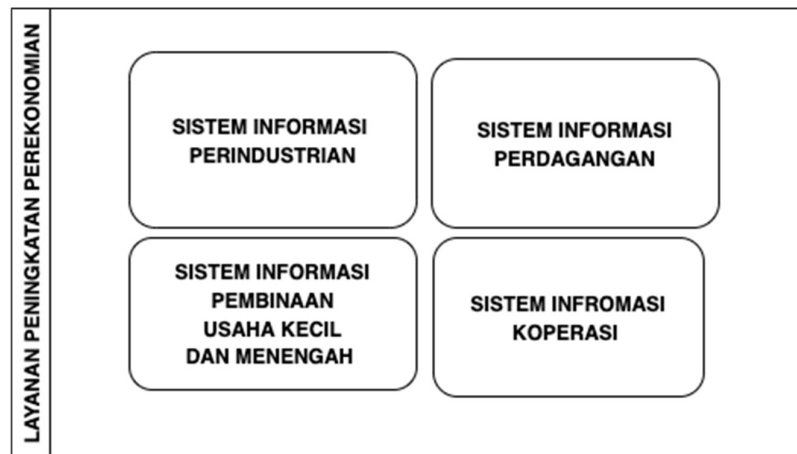 LAYANAN PENINGKATAN PEREKONOMIAN
SISTEM INFORMASI
PERINDUSTRIAN
SISTEM INFORMASI
PERDAGANGAN
SISTEM INFORMASI
PEMBINAAN
USAHA KECIL
DAN MENENGAH
SISTEM INFROMASI
KOPERASI